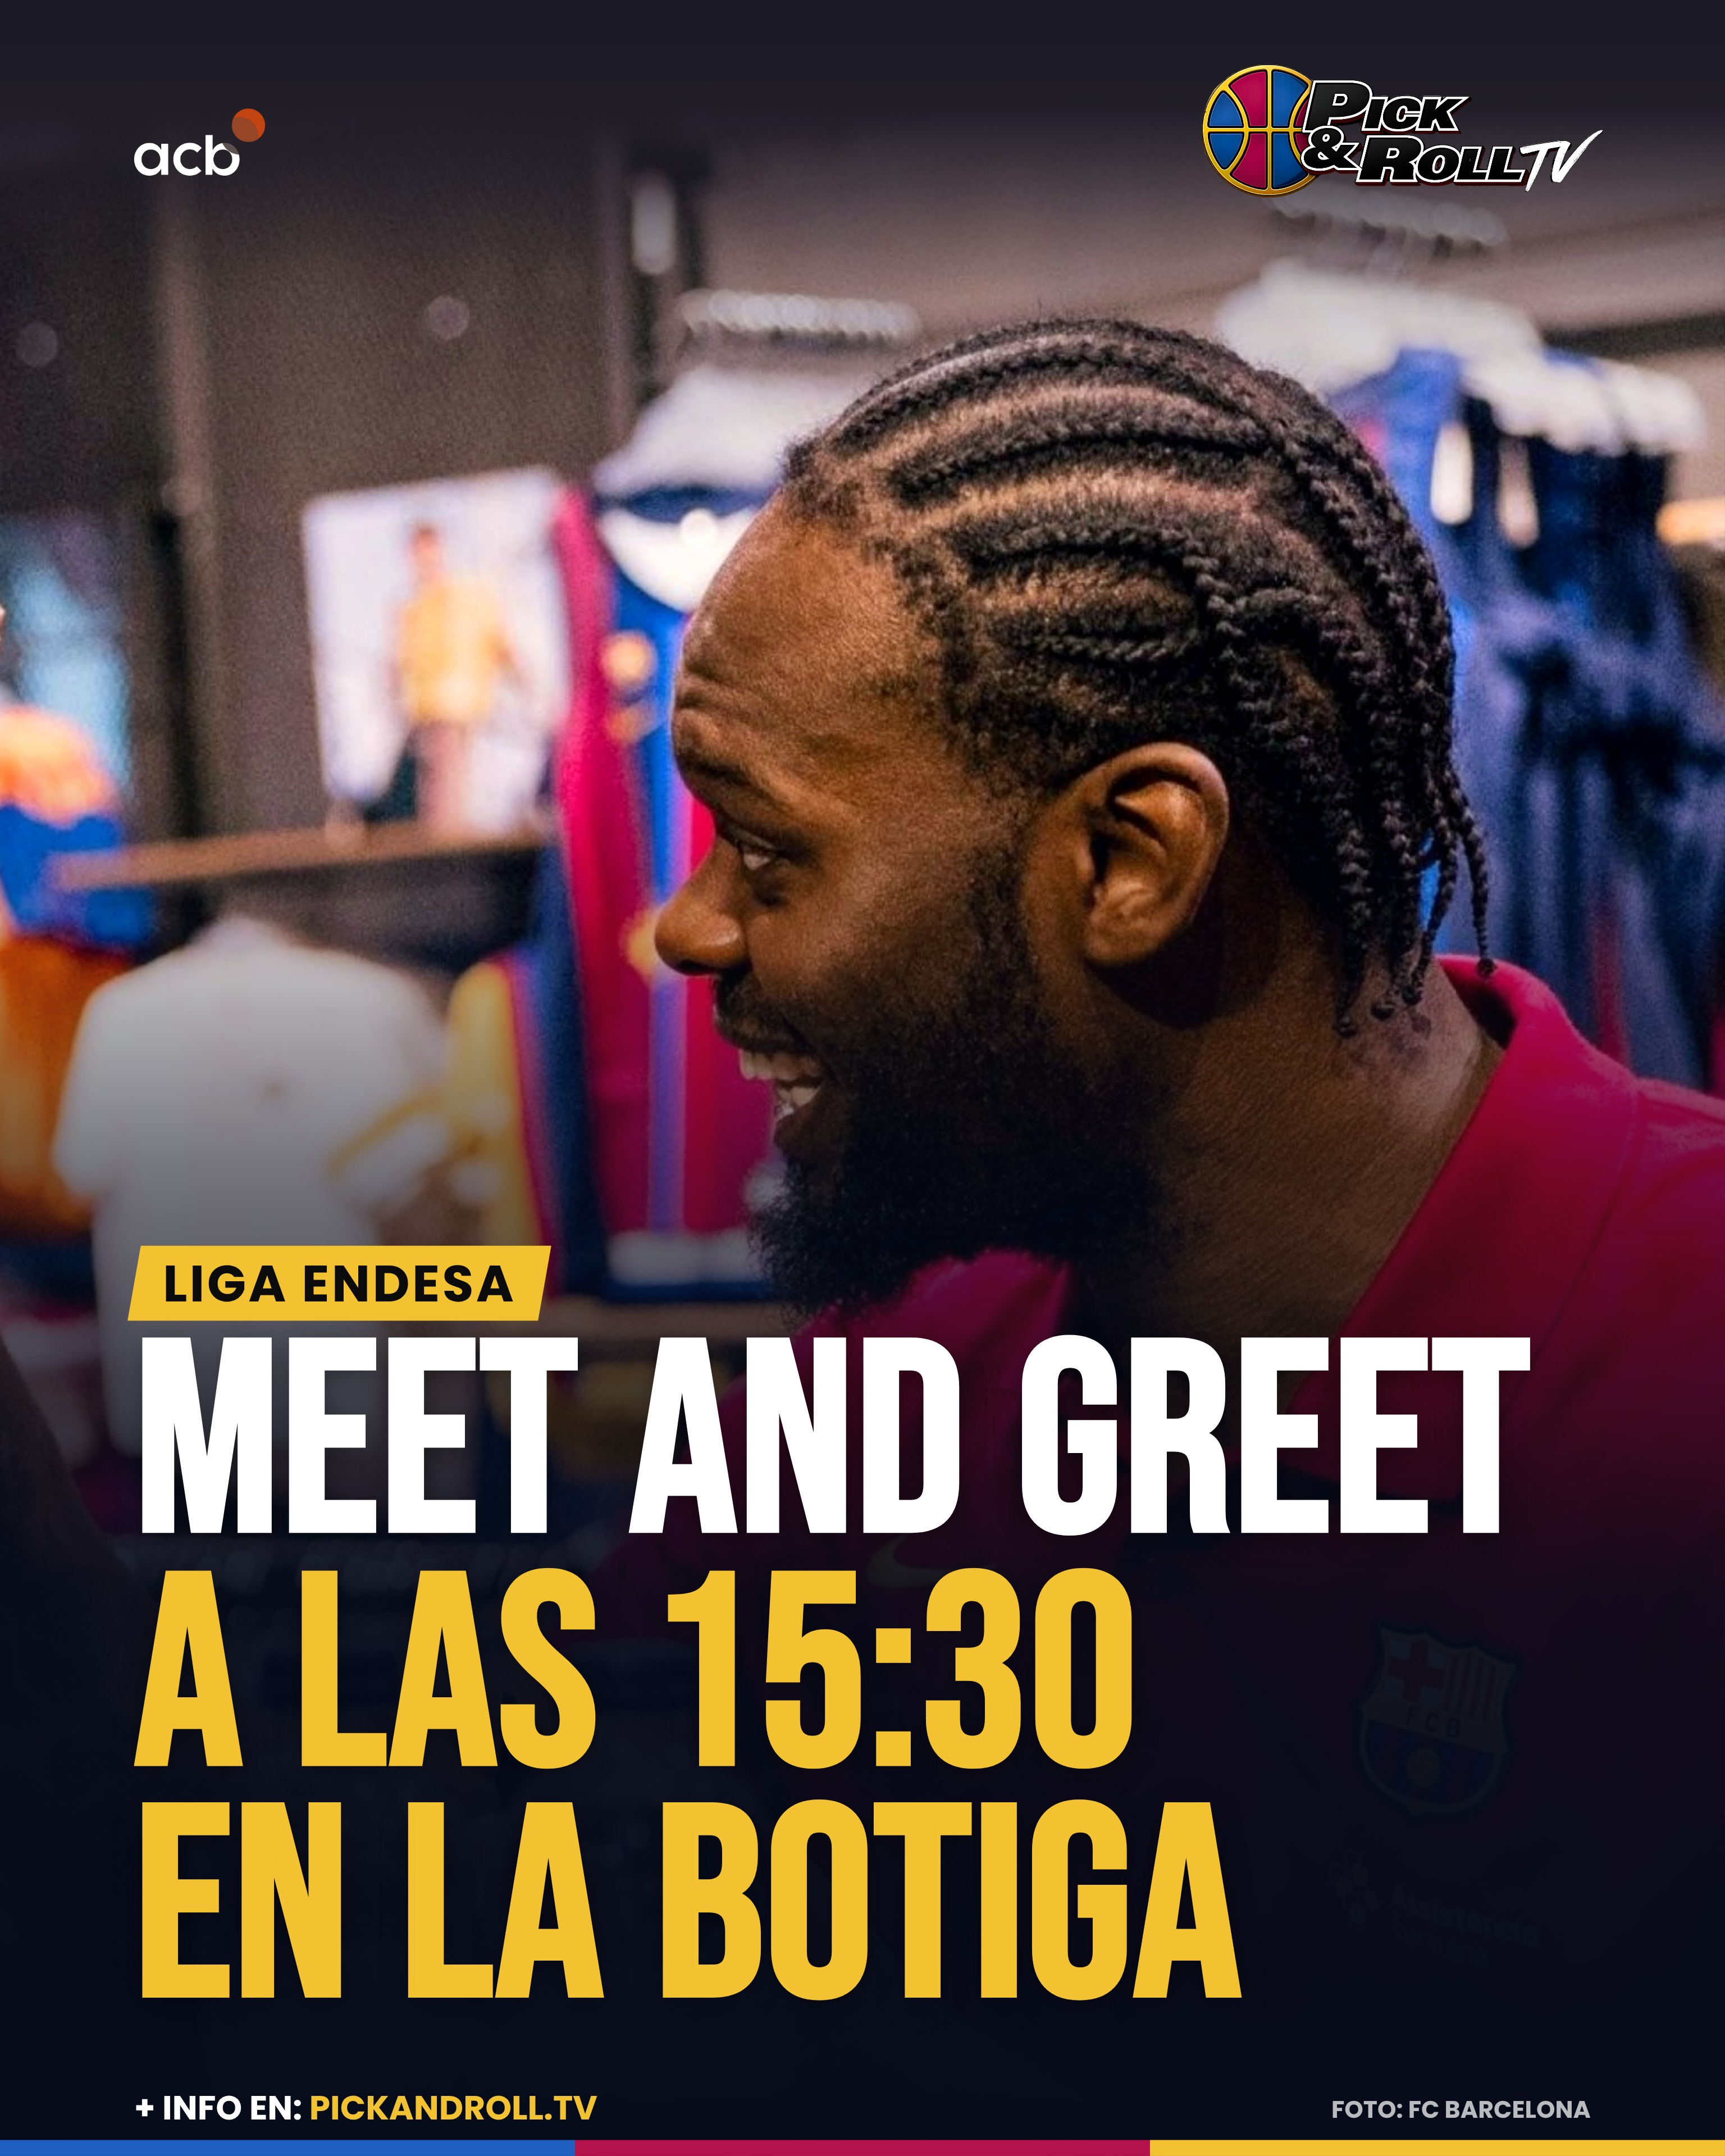 acb
PICK
& ROLL TV
LIGA ENDESA
MEET AND GREET
A LAS 15:30
EN LA BOTIGA
FCB
+ INFO EN: PICKANDROLL.TV
FOTO: FC BARCELONA